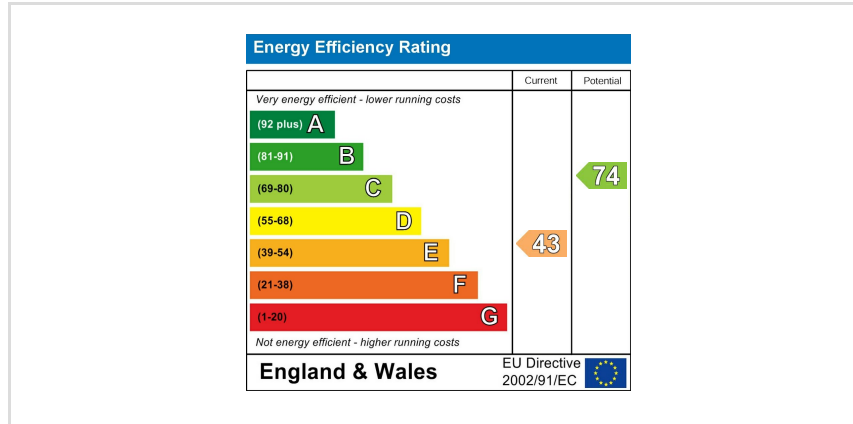 Energy Efficiency Rating
Current Potential
Very energy efficient - lower running costs
(92 plus) A
(81-91) B
(69-80) C
74
(55-68) D
43
(39-54) E
(21-38) F
(1-20) G
Not energy efficient - higher running costs
England & Wales
EU Directive
2002/91/EC